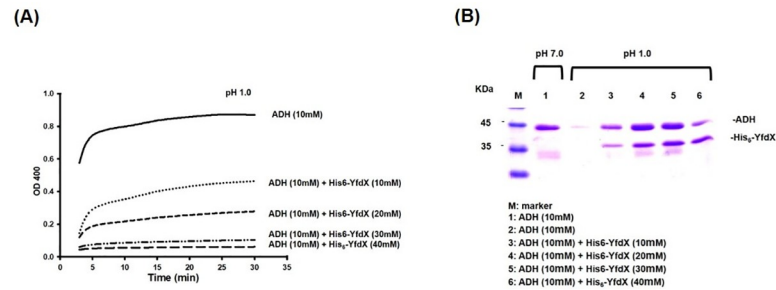 (A)
pH 1.0
1.0
0.8
0.6
0.4
0.2
0.0
OD 400
0
5
10
15
20
25
30
35
Time (min)
ADH (10mM)
ADH (10mM) + His6-YfdX (10mM)
ADH (10mM) + His6-YfdX (20mM)
ADH (10mM) + His6-YfdX (30mM)
ADH (10mM) + His₆-YfdX (40mM)
(B)
pH 7.0 pH 1.0
KDa M 1 2 3 4 5 6
45 - -ADH
35 - -His₆-YfdX
M: marker
1: ADH (10mM)
2: ADH (10mM)
3: ADH (10mM) + His6-YfdX (10mM)
4: ADH (10mM) + His6-YfdX (20mM)
5: ADH (10mM) + His6-YfdX (30mM)
6: ADH (10mM) + His₆-YfdX (40mM)